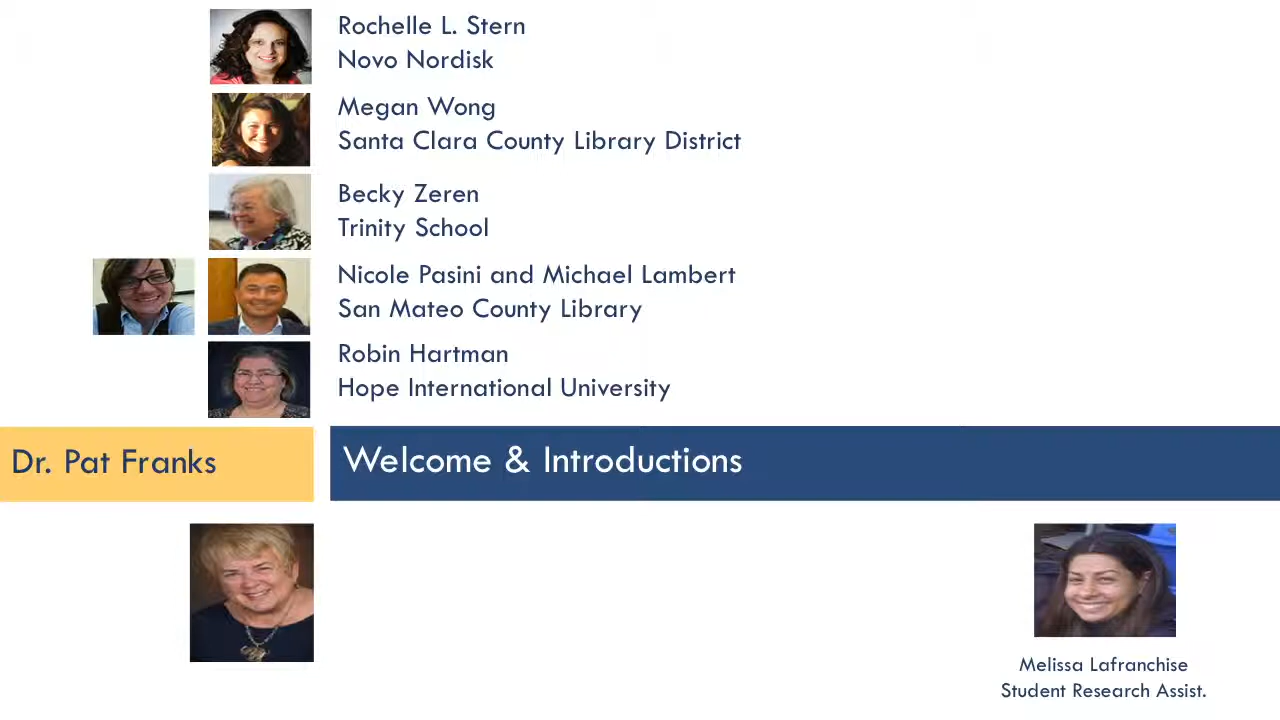 Rochelle L. Stern
Novo Nordisk
Megan Wong
Santa Clara County Library District
Becky Zeren
Trinity School
Nicole Pasini and Michael Lambert
San Mateo County Library
Robin Hartman
Hope International University
Dr. Pat Franks
Welcome & Introductions
Melissa Lafranchise
Student Research Assist.